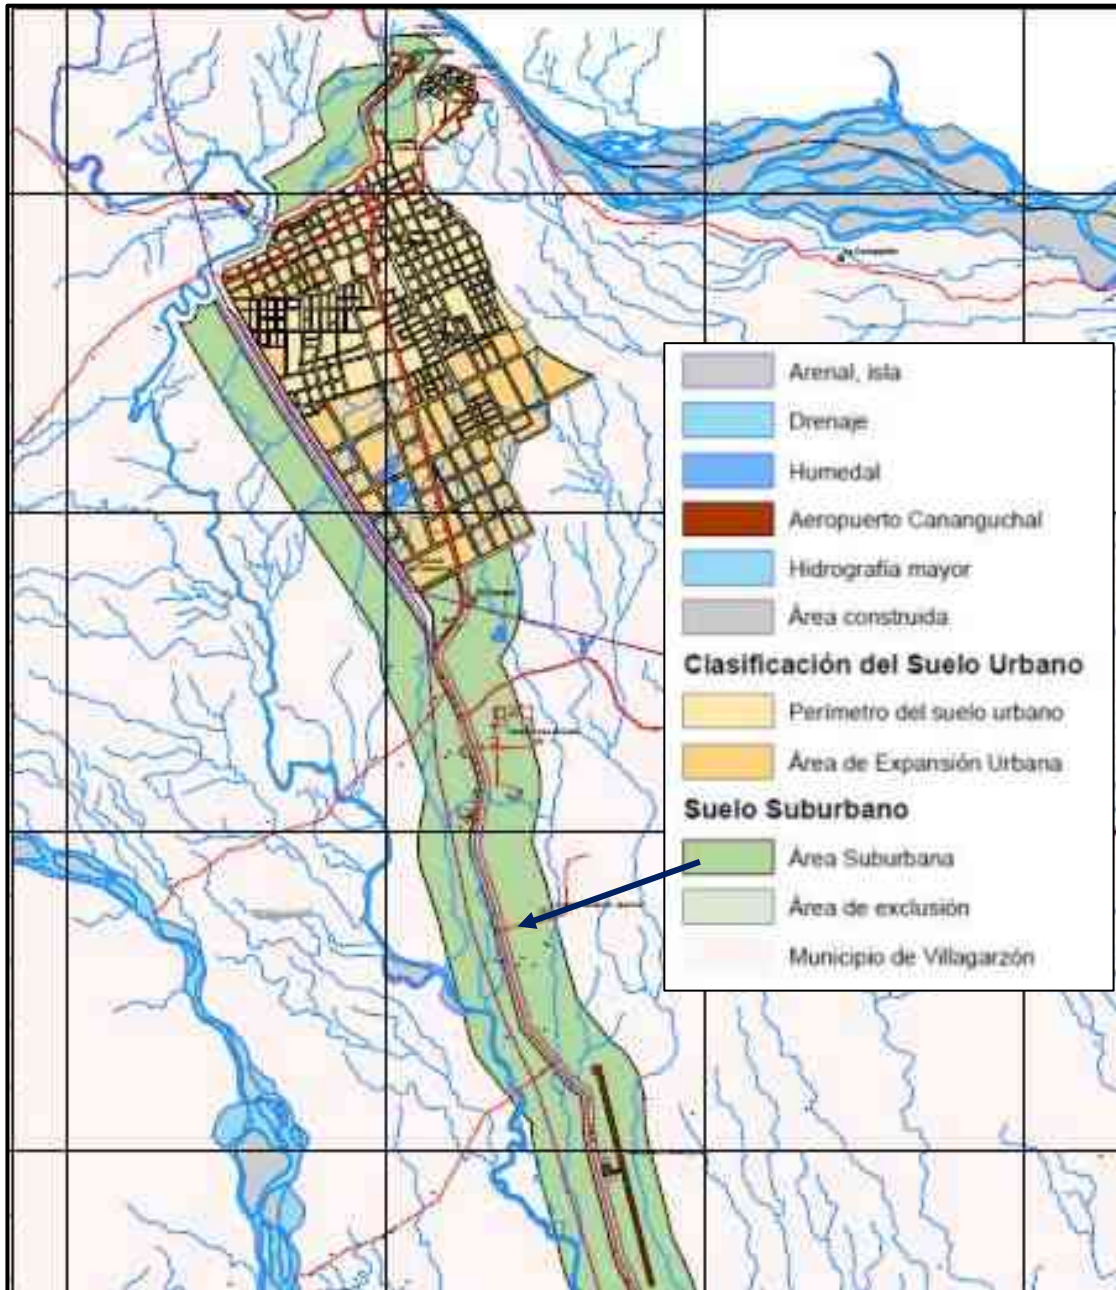 Arenal, isla
Drenaje
Humedal
Aeropuerto Cananguchal
Hidrografía mayor
Área construida
Clasificación del Suelo Urbano
Perímetro del suelo urbano
Área de Expansión Urbana
Suelo Suburbano
Área Suburbana
Área de exclusión
Municipio de Villagarzón